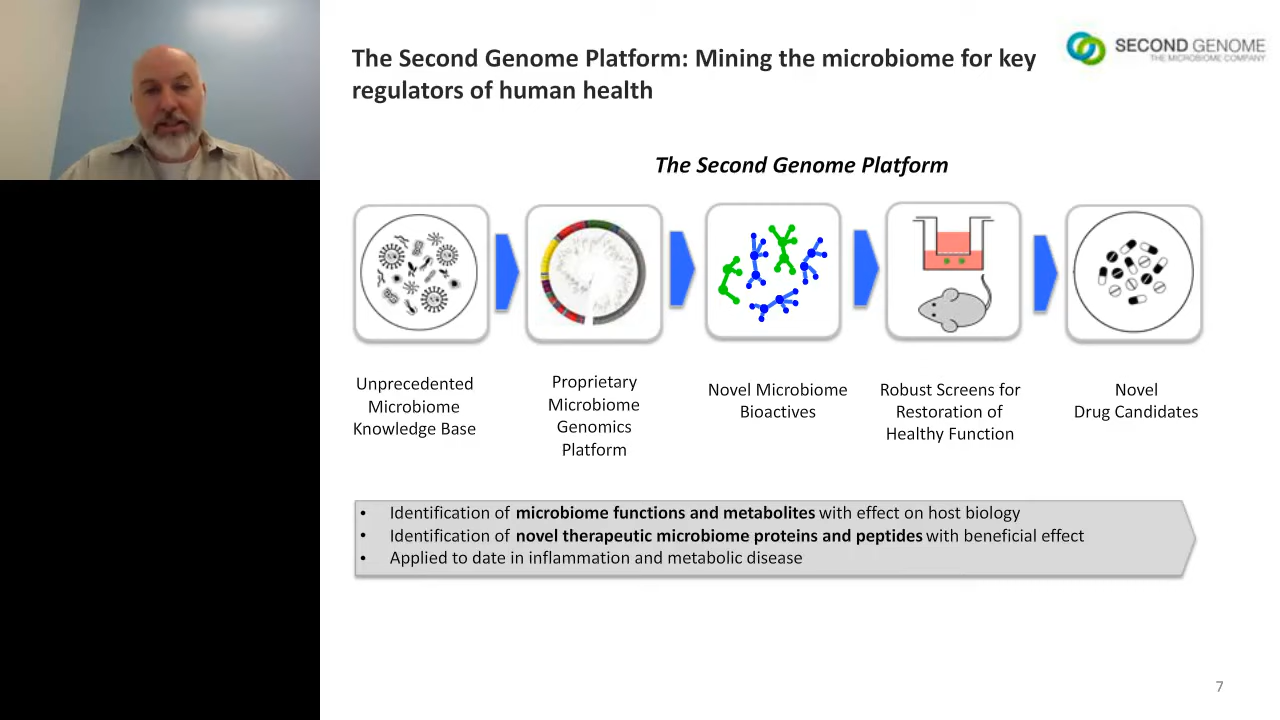 The Second Genome Platform: Mining the microbiome for key
regulators of human health
SECOND GENOME
THE MICROBIOME COMPANY
The Second Genome Platform
Unprecedented
Microbiome
Knowledge Base
Proprietary
Microbiome
Genomics
Platform
Novel Microbiome
Bioactives
Robust Screens for
Restoration of
Healthy Function
Novel
Drug Candidates
• Identification of microbiome functions and metabolites with effect on host biology
• Identification of novel therapeutic microbiome proteins and peptides with beneficial effect
• Applied to date in inflammation and metabolic disease
7